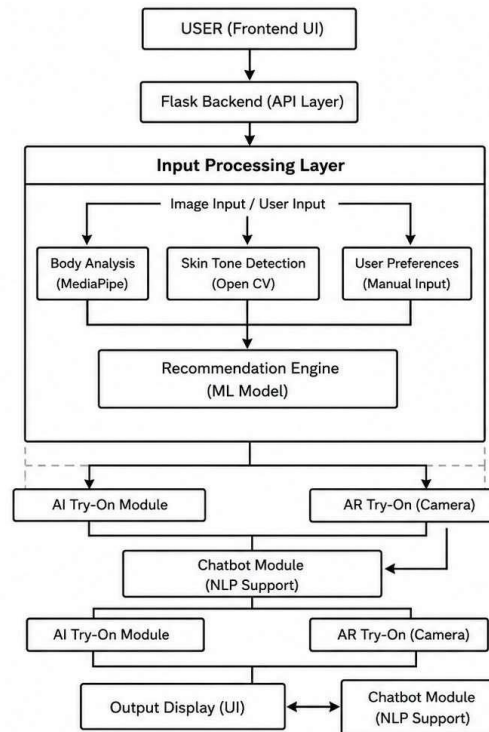 USER (Frontend UI)
Flask Backend (API Layer)
Input Processing Layer
Image Input / User Input
Body Analysis
(MediaPipe)
Skin Tone Detection
(Open CV)
User Preferences
(Manual Input)
Recommendation Engine
(ML Model)
AI Try-On Module
AR Try-On (Camera)
Chatbot Module
(NLP Support)
AI Try-On Module
AR Try-On (Camera)
Output Display (UI)
Chatbot Module
(NLP Support)